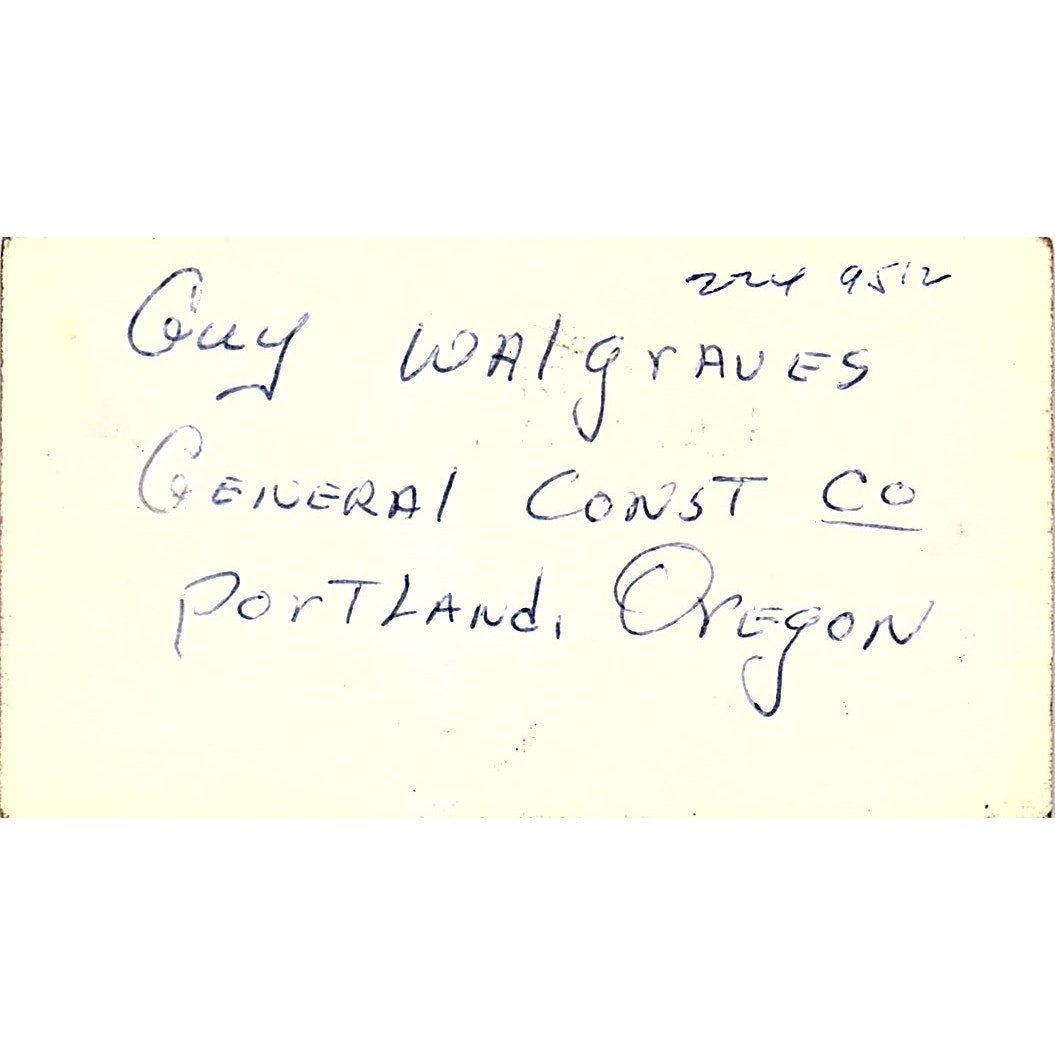 224 9512
Guy Walgraves
General Const Co
Portland, Oregon